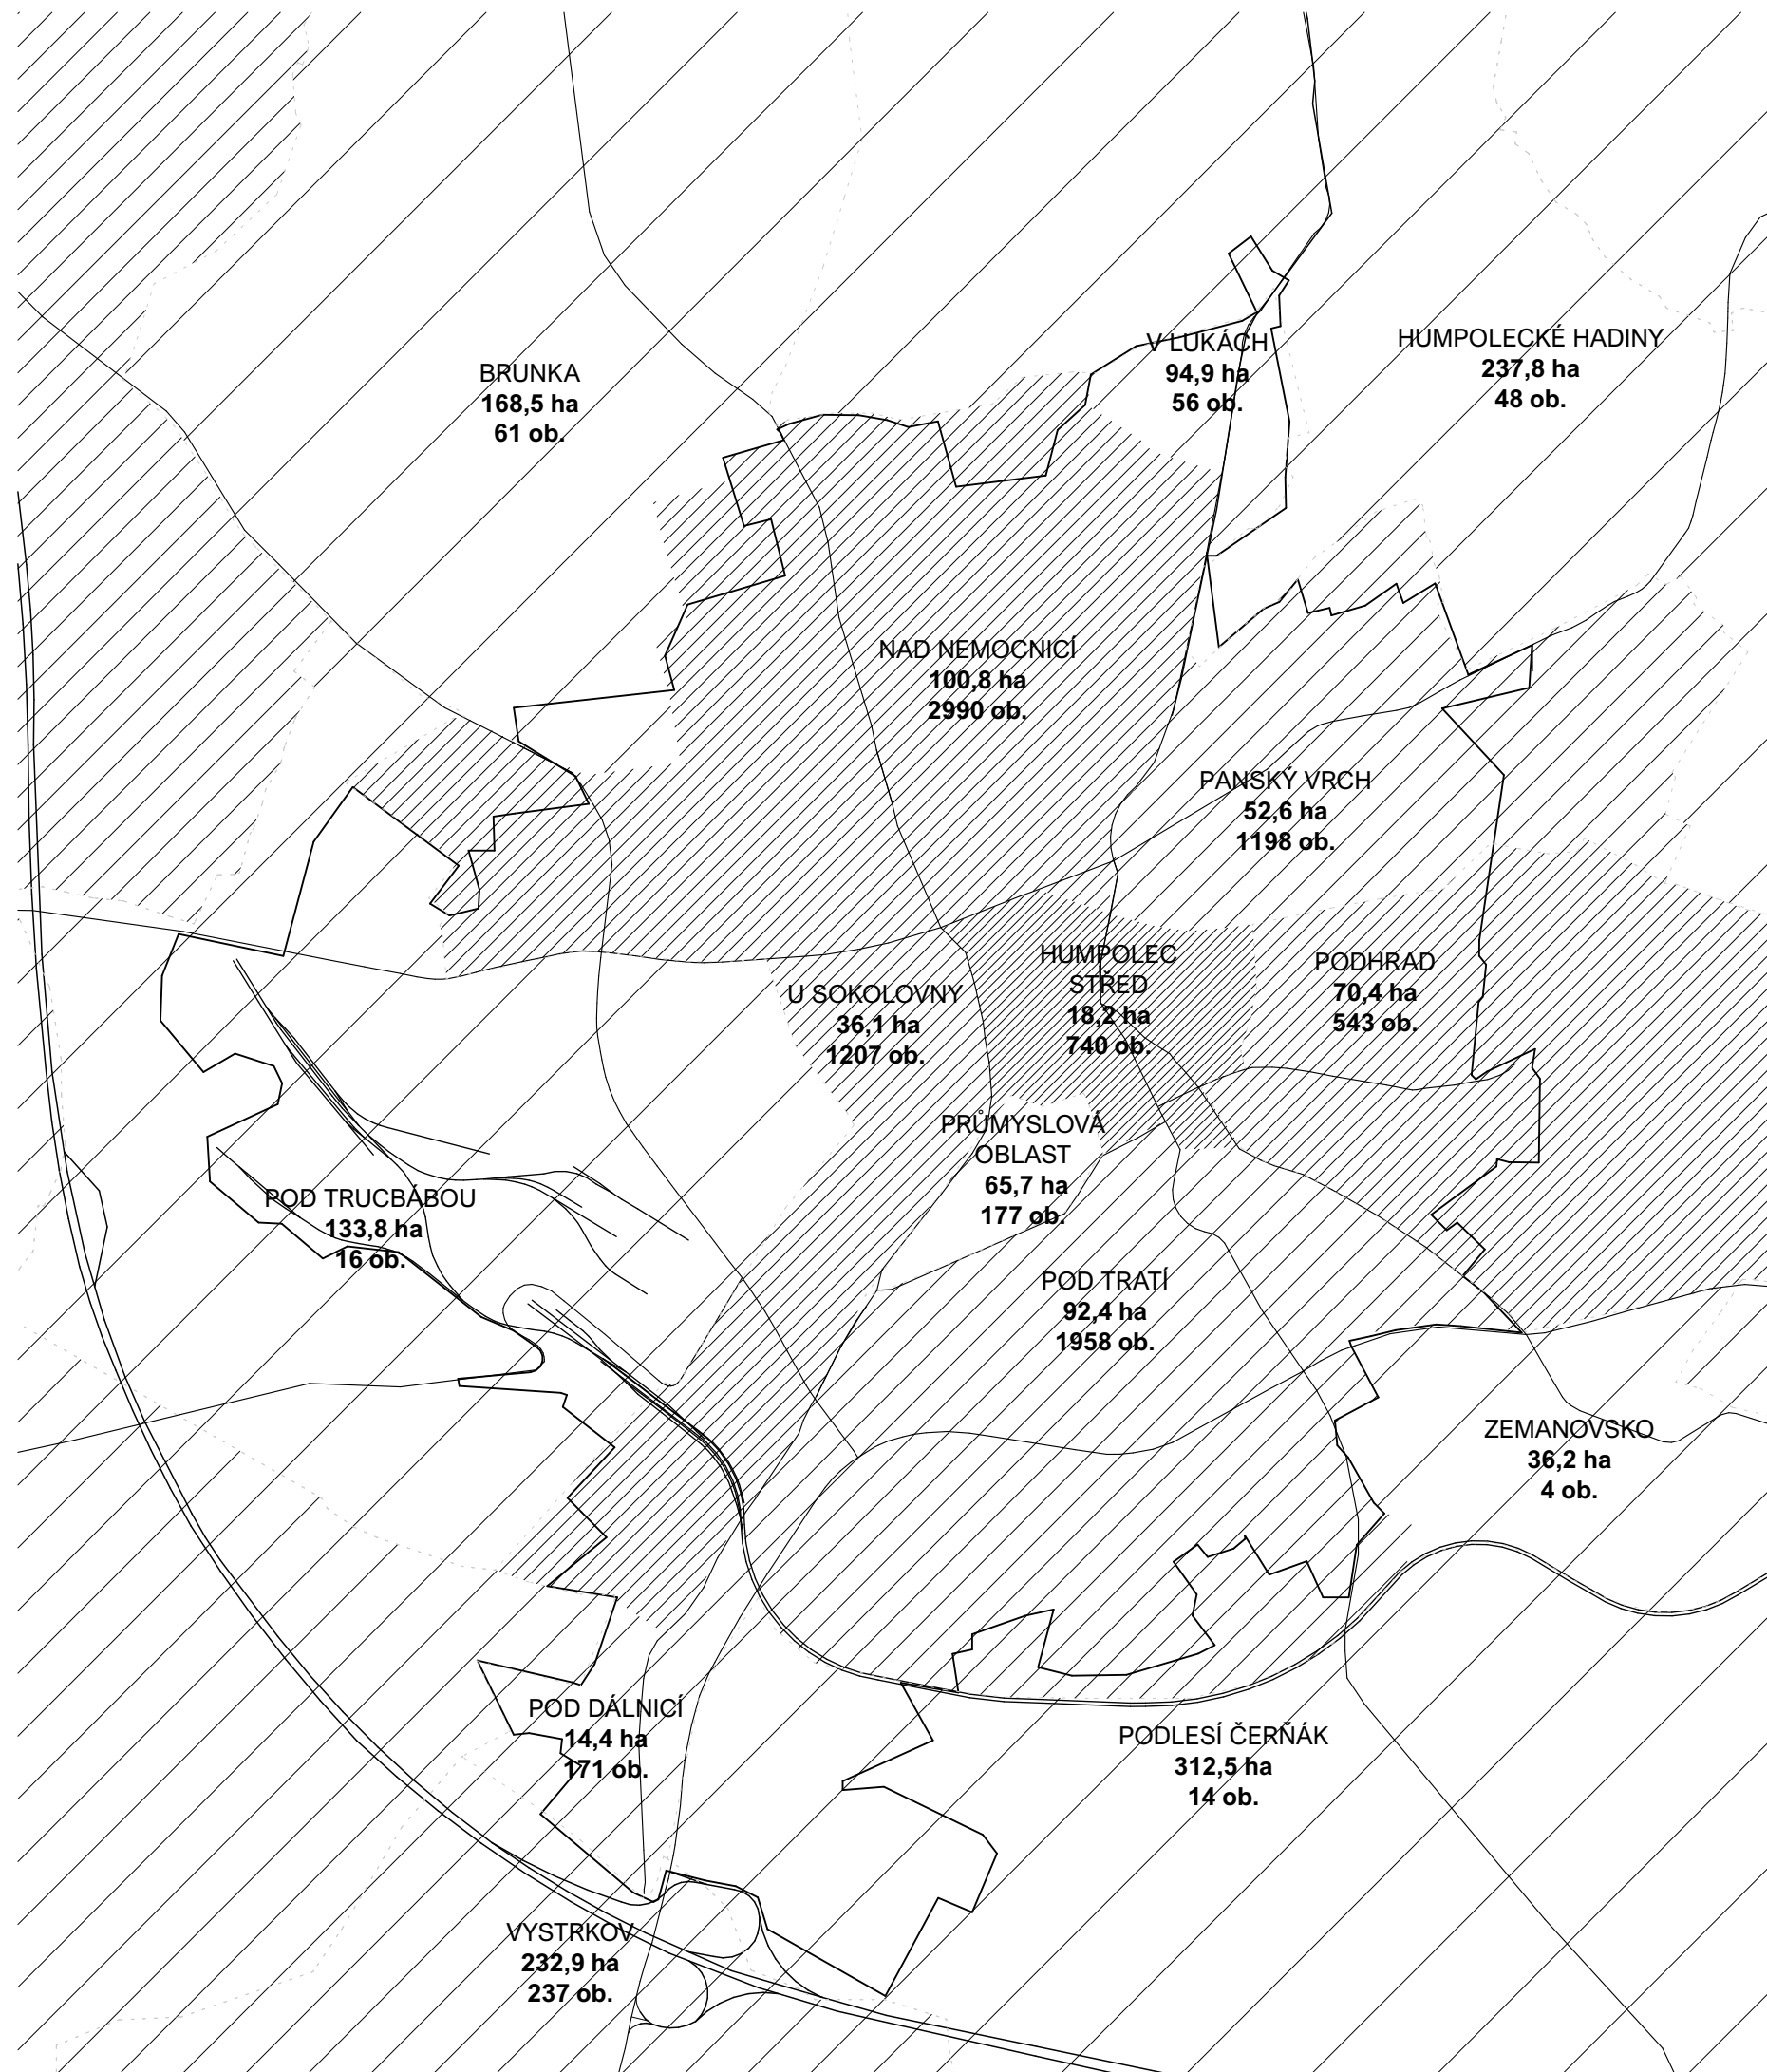 V LUKÁCH
94,9 ha
56 ob.
HUMPOLECKÉ HADINY
237,8 ha
48 ob.
BRUNKA
168,5 ha
61 ob.
NAD NEMOCNICÍ
100,8 ha
2990 ob.
PANSKÝ VRCH
52,6 ha
1198 ob.
HUMPOLEC
STŘED
18,2 ha
740 ob.
PODHRAD
70,4 ha
543 ob.
U SOKOLOVNY
36,1 ha
1207 ob.
PRŮMYSLOVÁ
OBLAST
65,7 ha
177 ob.
POD TRUCBÁBOU
133,8 ha
16 ob.
POD TRATÍ
92,4 ha
1958 ob.
ZEMANOVSKO
36,2 ha
4 ob.
POD DÁLNICÍ
14,4 ha
171 ob.
PODLESÍ ČERŇÁK
312,5 ha
14 ob.
VYSTRKOV
232,9 ha
237 ob.